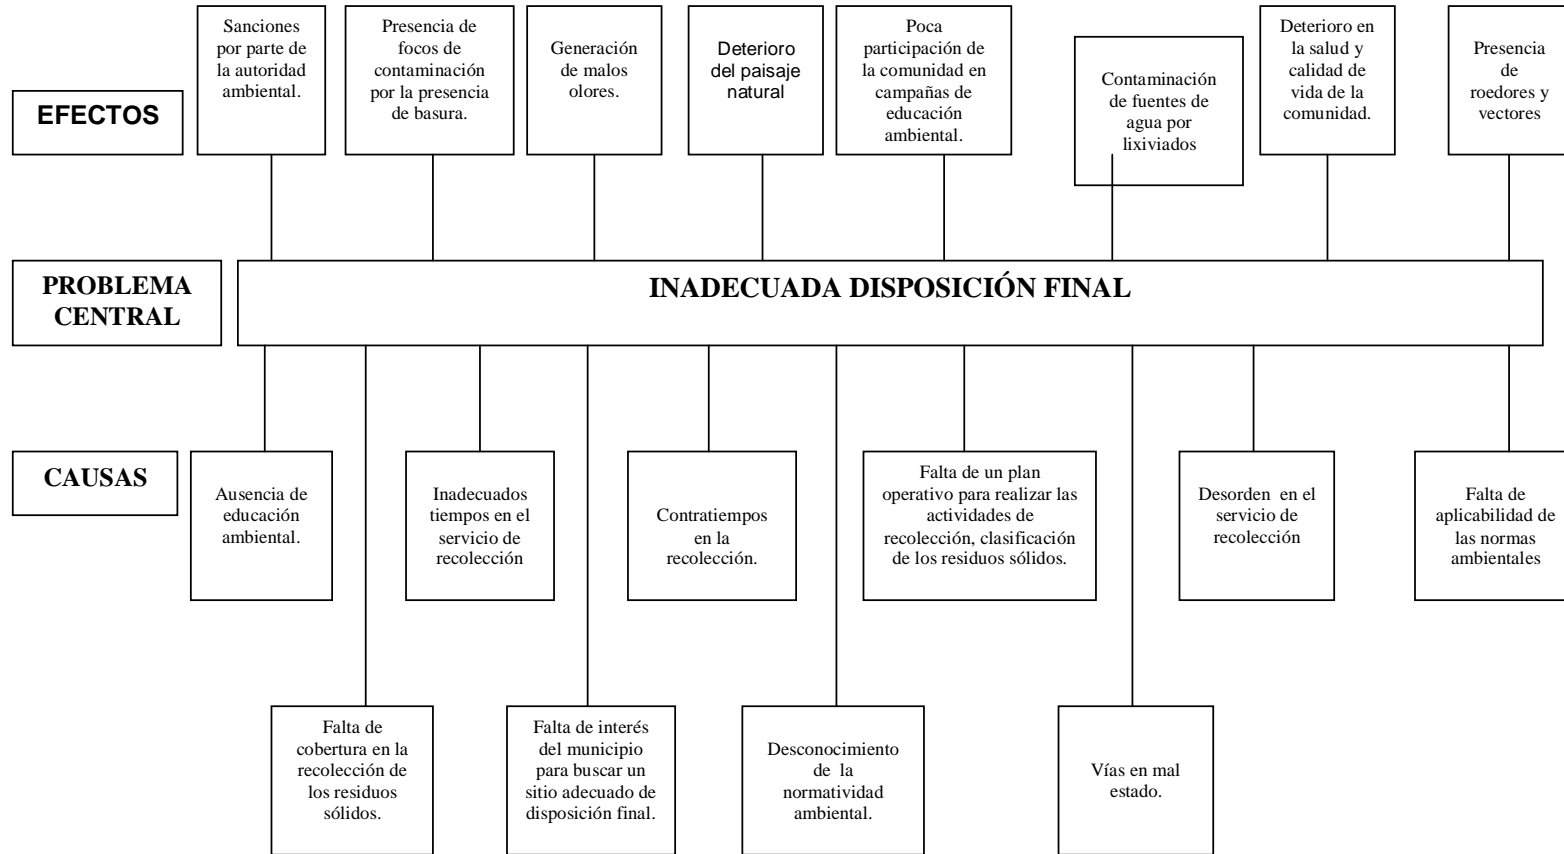 Sanciones
por parte de
la autoridad
ambiental.
Presencia de
focos de
contaminación
por la presencia
de basura.
Generación
de malos
olores.
Deterioro
del paisaje
natural
Poca
participación de
la comunidad en
campañas de
educación
ambiental.
Contaminación
de fuentes de
agua por
lixiviados
Deterioro en
la salud y
calidad de
vida de la
comunidad.
Presencia
de
roedores y
vectores
EFECTOS
PROBLEMA
CENTRAL
INADECUADA DISPOSICIÓN FINAL
CAUSAS
Ausencia de
educación
ambiental.
Inadecuados
tiempos en el
servicio de
recolección
Contratiempos
en la
recolección.
Falta de un plan
operativo para realizar las
actividades de
recolección, clasificación
de los residuos sólidos.
Desorden en el
servicio de
recolección
Falta de
aplicabilidad de
las normas
ambientales
Falta de
cobertura en la
recolección de
los residuos
sólidos.
Falta de interés
del municipio
para buscar un
sitio adecuado de
disposición final.
Desconocimiento
de la
normatividad
ambiental.
Vías en mal
estado.